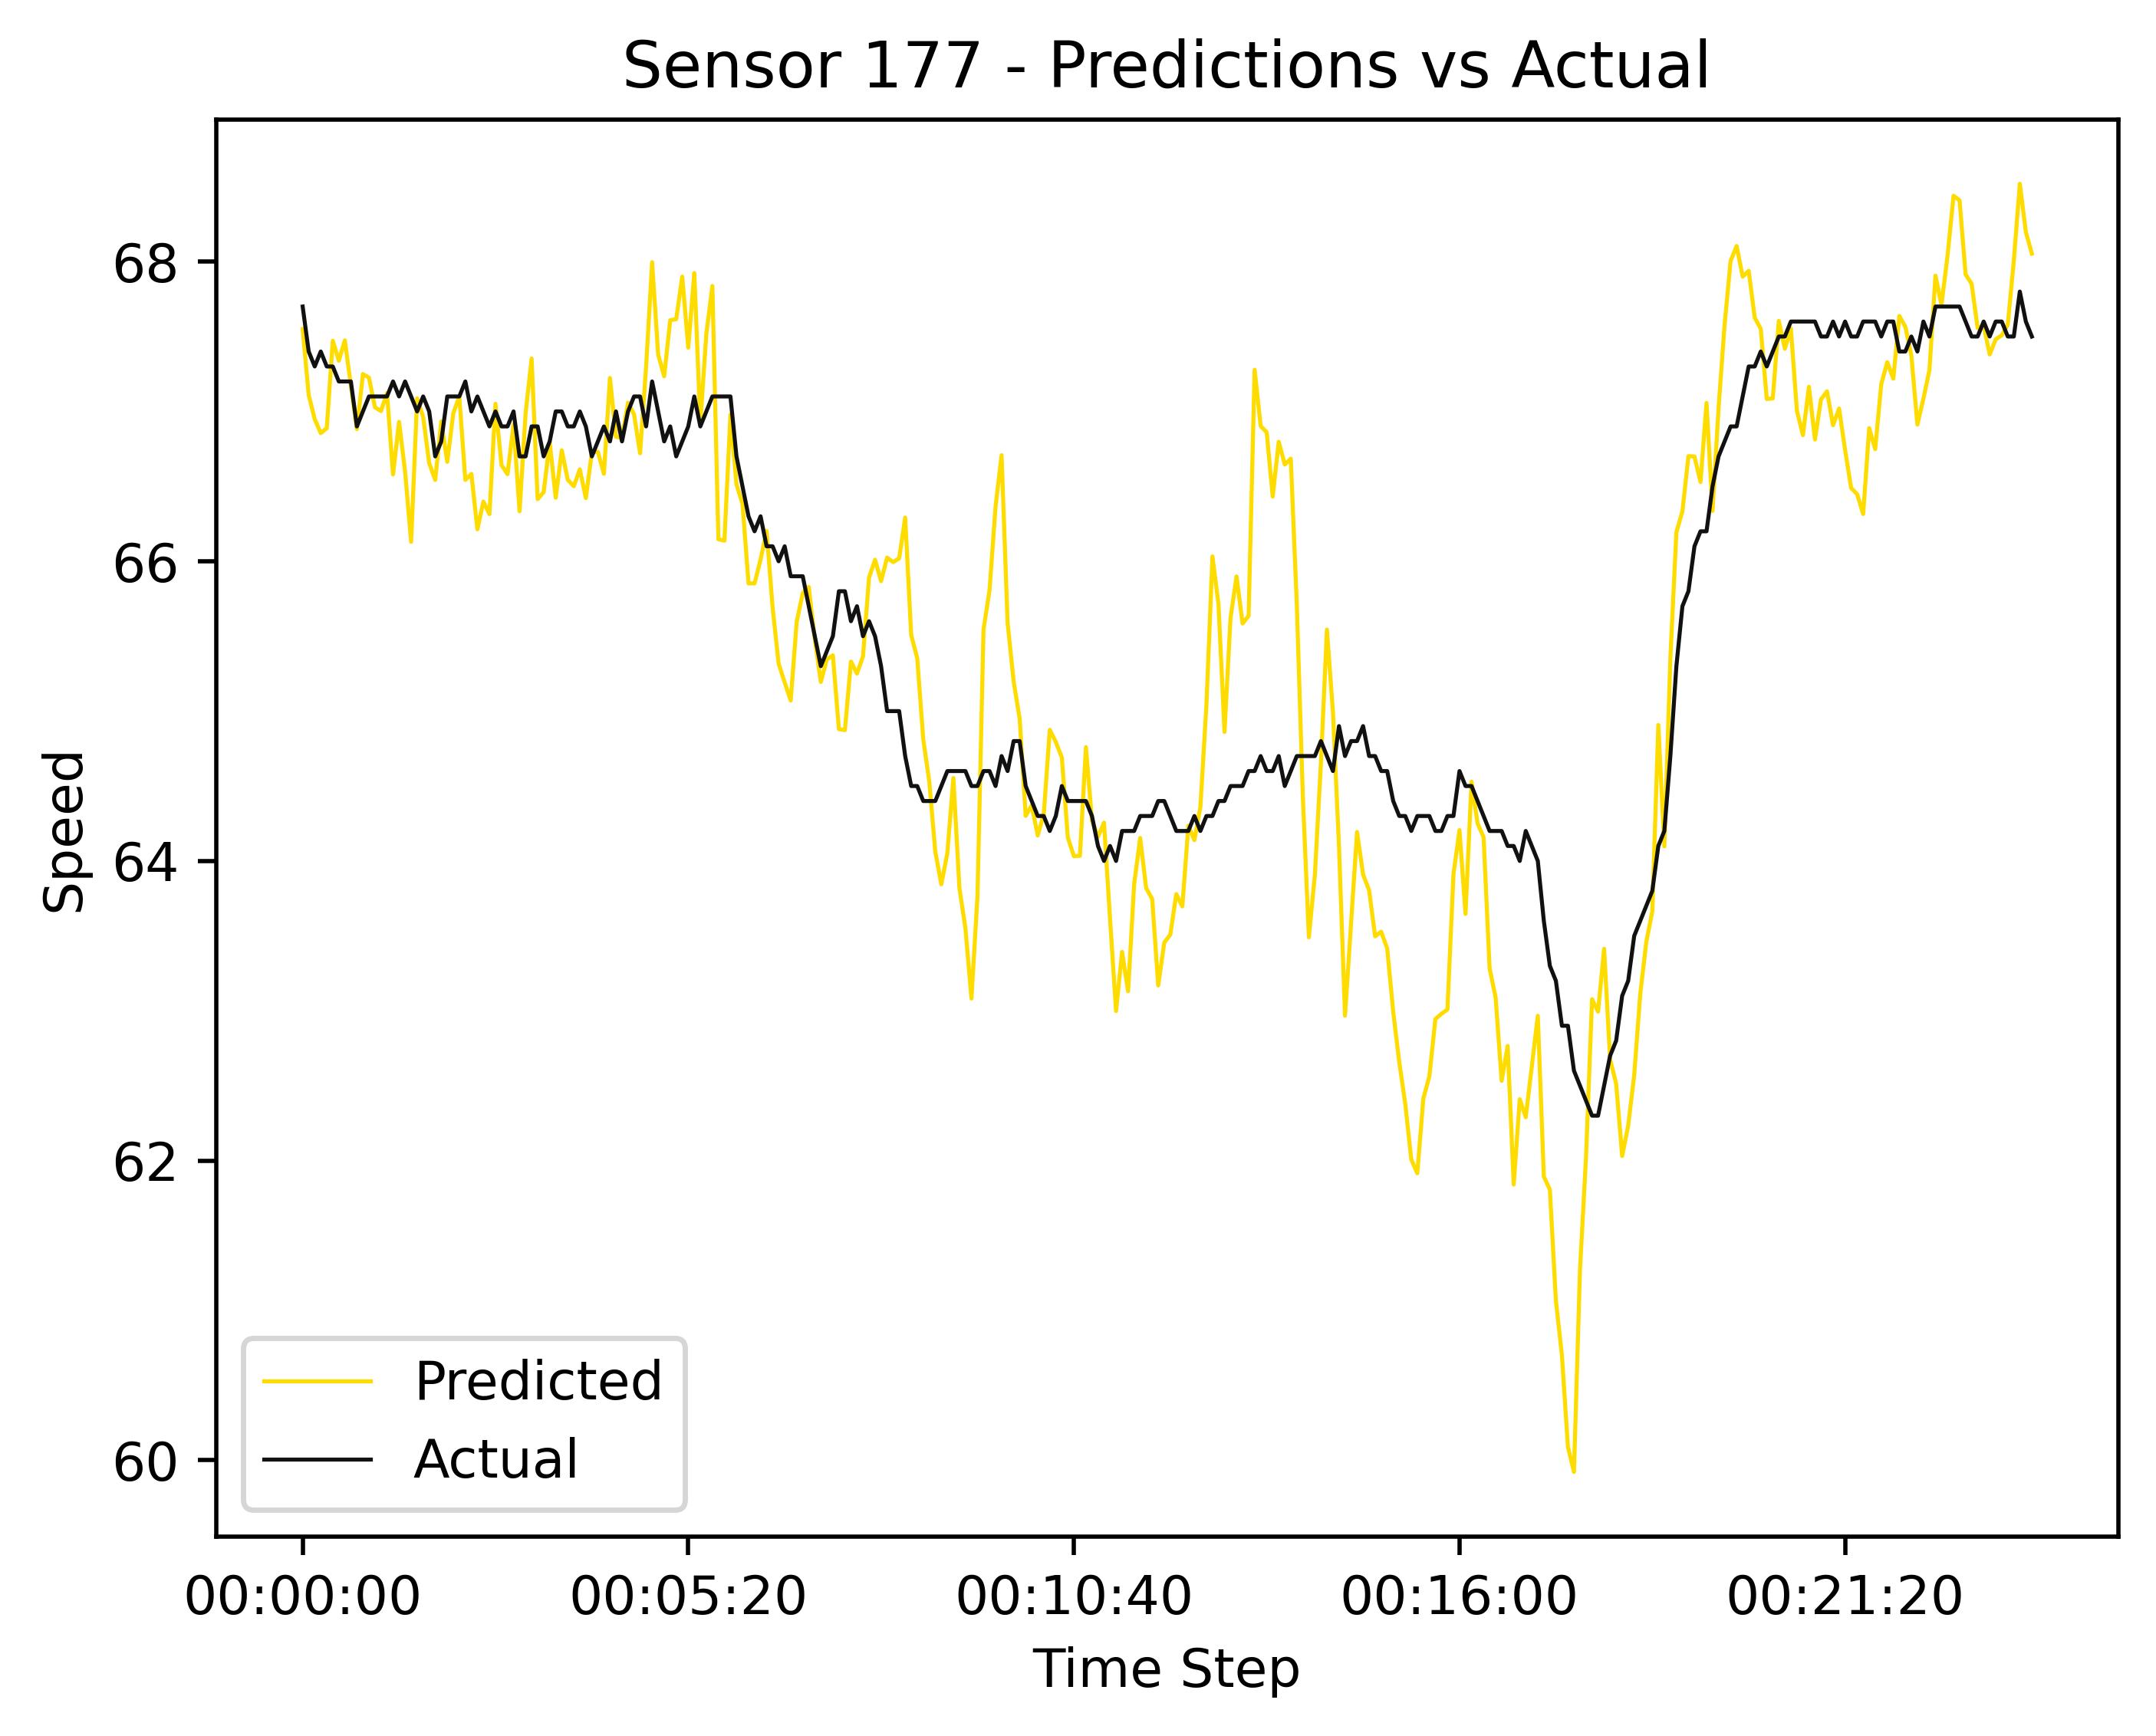 Sensor 177 - Predictions vs Actual
Speed
68
66
64
62
60
Predicted
Actual
00:00:00 00:05:20 00:10:40 00:16:00 00:21:20
Time Step